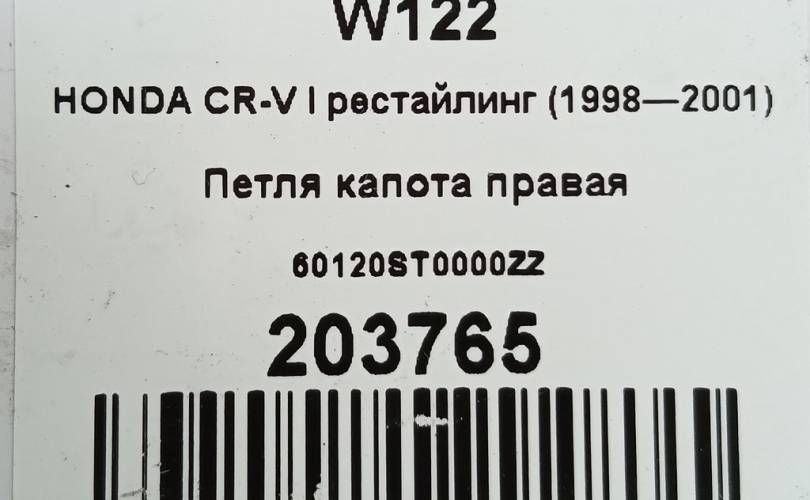 W122
HONDA CR-V I рестайлинг (1998—2001)
Петля капота правая
60120ST0000ZZ
203765